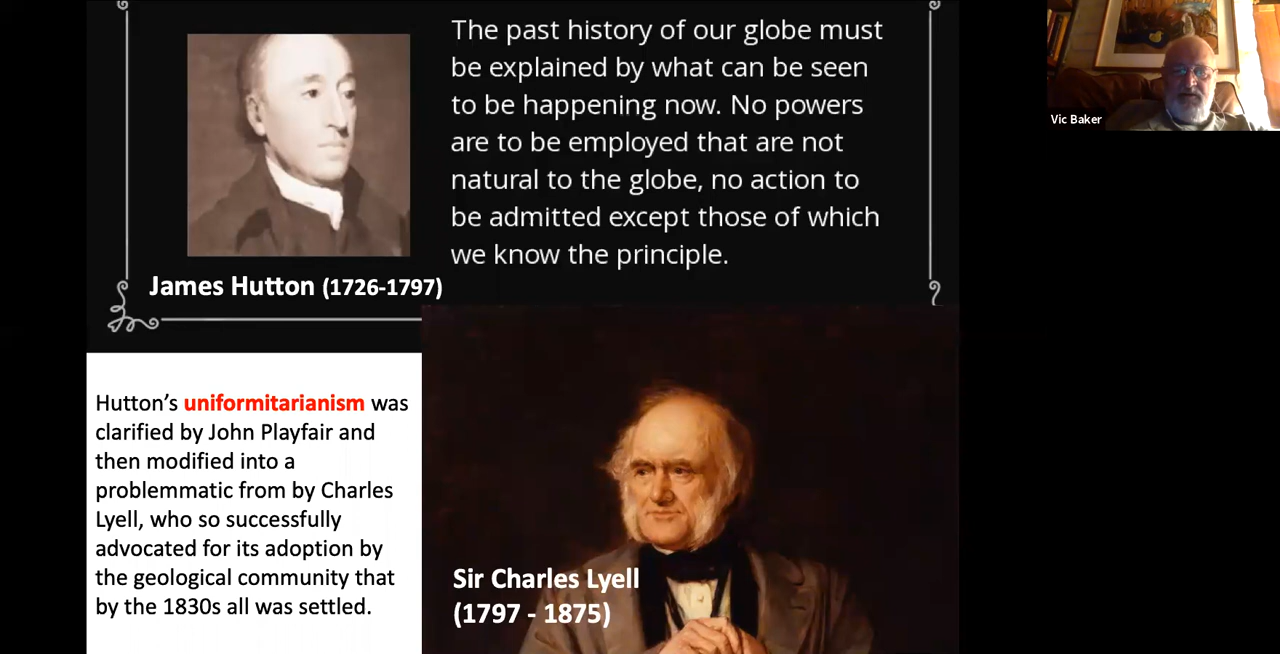 The past history of our globe must
be explained by what can be seen
to be happening now. No powers
are to be employed that are not
natural to the globe, no action to
be admitted except those of which
we know the principle.
James Hutton (1726-1797)
Hutton’s uniformitarianism was
clarified by John Playfair and
then modified into a
problemmatic from by Charles
Lyell, who so successfully
advocated for its adoption by
the geological community that
by the 1830s all was settled.
Sir Charles Lyell
(1797 - 1875)
Vic Baker